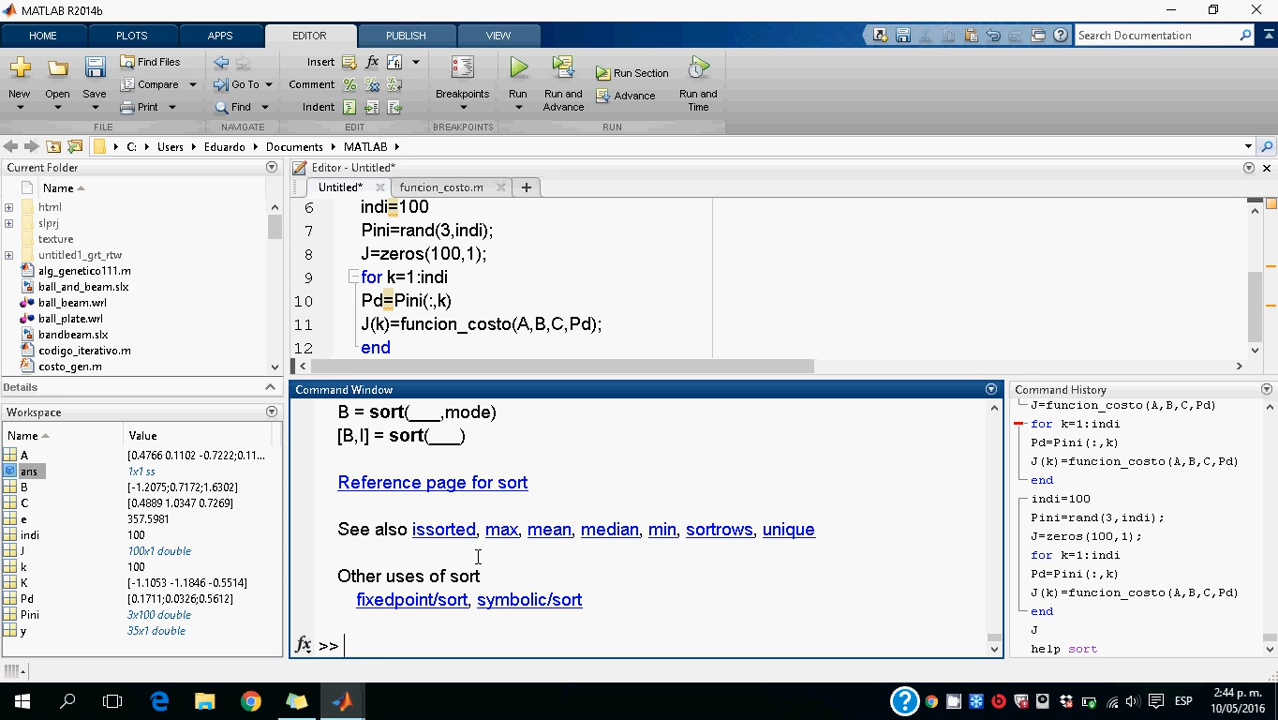 MATLAB R2014b
HOME PLOTS APPS EDITOR PUBLISH VIEW Search Documentation
New Open Save Find Files Compare Print Go To Find Insert fx Comment Indent Breakpoints Run Run and Advance Run Section Advance Run and Time
FILE NAVIGATE EDIT BREAKPOINTS RUN
C: Users Eduardo Documents MATLAB
Current Folder
Name
html
slprj
texture
untitled1_grt_rtw
alg_genetico111.m
ball_and_beam.slx
ball_beam.wrl
ball_plate.wrl
bandbeam.slx
codigo_iterativo.m
costo_gen.m
Details
Workspace
Name Value
A [0.4766 0.1102 -0.7222;0.11...
ans 1x1 ss
B [-1.2075;0.7172;1.6302]
C [0.4889 1.0347 0.7269]
e 357.5981
indi 100
J 100x1 double
k 100
K [-1.1053 -1.1846 -0.5514]
Pd [0.1711;0.0326;0.5612]
Pini 3x100 double
y 35x1 double
Editor - Untitled*
Untitled* funcion_costo.m
6 indi=100
7 Pini=rand(3,indi);
8 J=zeros(100,1);
9 for k=1:indi
10 Pd=Pini(:,k)
11 J(k)=funcion_costo(A,B,C,Pd);
12 end
Command Window
B = sort(___,mode)
[B,I] = sort(___)
Reference page for sort
See also issorted, max, mean, median, min, sortrows, unique
Other uses of sort
fixedpoint/sort, symbolic/sort
fx >>
Command History
J=funcion_costo(A,B,C,Pd)
for k=1:indi
Pd=Pini(:,k)
J(k)=funcion_costo(A,B,C,Pd)
end
indi=100
Pini=rand(3,indi);
J=zeros(100,1);
for k=1:indi
Pd=Pini(:,k)
J(k)=funcion_costo(A,B,C,Pd)
end
J
help sort
ESP
2:44 p. m.
10/05/2016